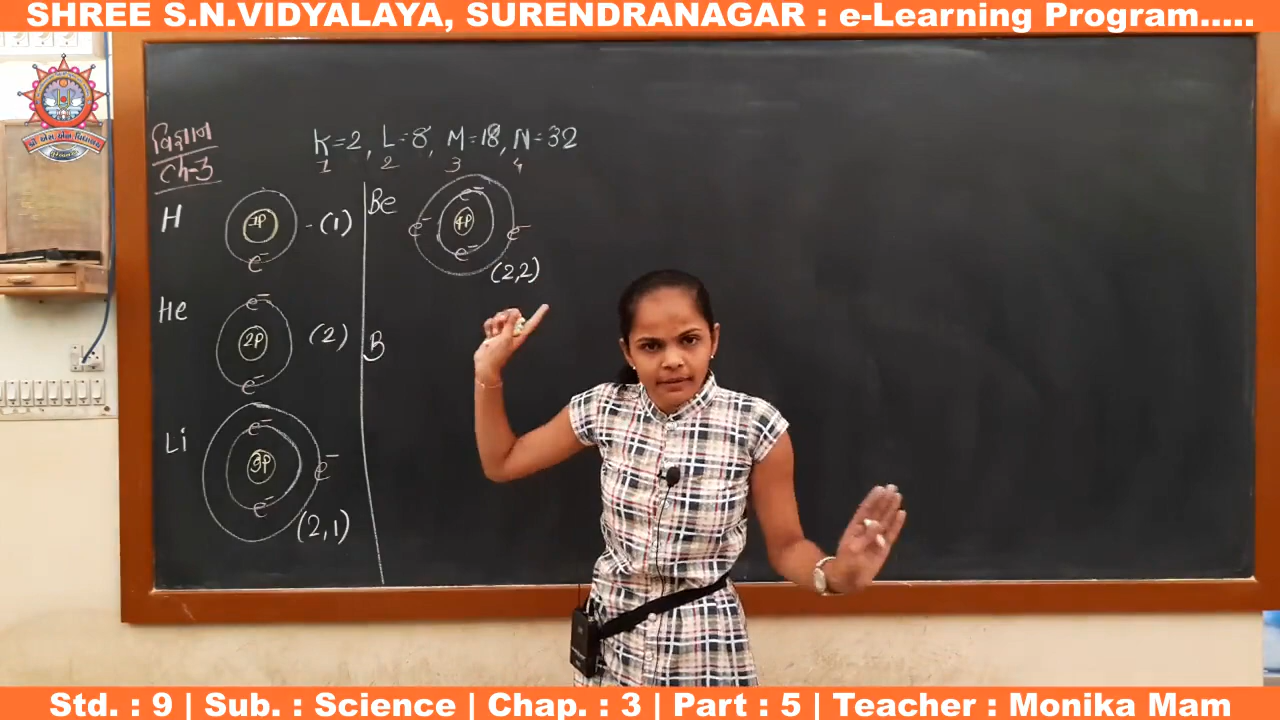 SHREE S.N.VIDYALAYA, SURENDRANAGAR : e-Learning Program.....
વિજ્ઞાન
Ch-3
K=2, L=8, M=18, N=32
1 2 3 4
H
1P
e⁻
(1)
He
e⁻
2P
e⁻
(2)
Li
e⁻
3P
e⁻
e⁻
(2,1)
Be
e⁻
e⁻
4P
e⁻
e⁻
(2,2)
B
Std. : 9 | Sub. : Science | Chap. : 3 | Part : 5 | Teacher : Monika Mam